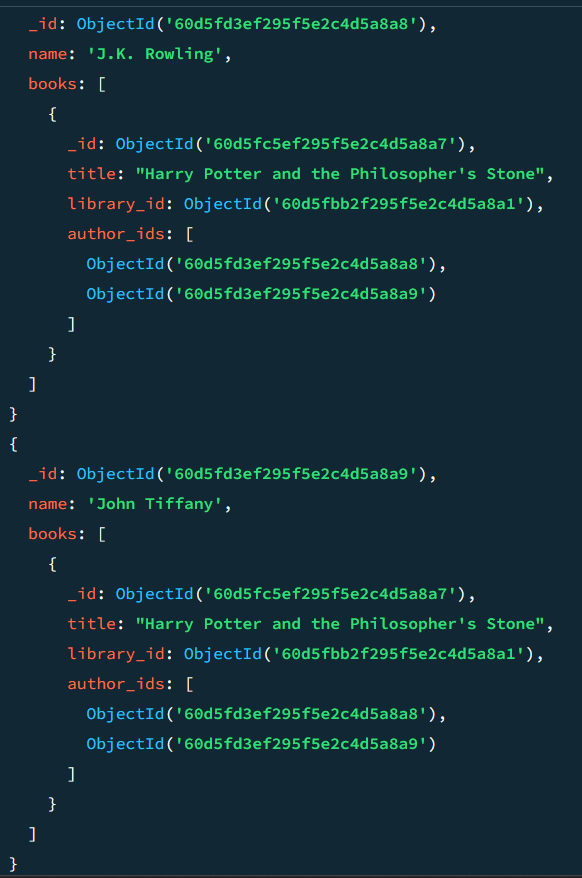 _id: ObjectId('60d5fd3ef295f5e2c4d5a8a8'),
name: 'J.K. Rowling',
books: [
{
_id: ObjectId('60d5fc5ef295f5e2c4d5a8a7'),
title: "Harry Potter and the Philosopher's Stone",
library_id: ObjectId('60d5fbb2f295f5e2c4d5a8a1'),
author_ids: [
ObjectId('60d5fd3ef295f5e2c4d5a8a8'),
ObjectId('60d5fd3ef295f5e2c4d5a8a9')
]
}
]
}
{
_id: ObjectId('60d5fd3ef295f5e2c4d5a8a9'),
name: 'John Tiffany',
books: [
{
_id: ObjectId('60d5fc5ef295f5e2c4d5a8a7'),
title: "Harry Potter and the Philosopher's Stone",
library_id: ObjectId('60d5fbb2f295f5e2c4d5a8a1'),
author_ids: [
ObjectId('60d5fd3ef295f5e2c4d5a8a8'),
ObjectId('60d5fd3ef295f5e2c4d5a8a9')
]
}
]
}